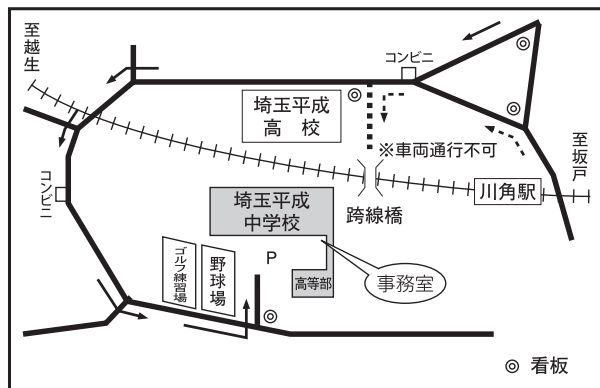 至越生
コンビニ
埼玉平成
高 校
※車両通行不可
至坂戸
川角駅
跨線橋
コンビニ
埼玉平成
中学校
ゴルフ練習場
野球場
P
高等部
事務室
◎ 看板